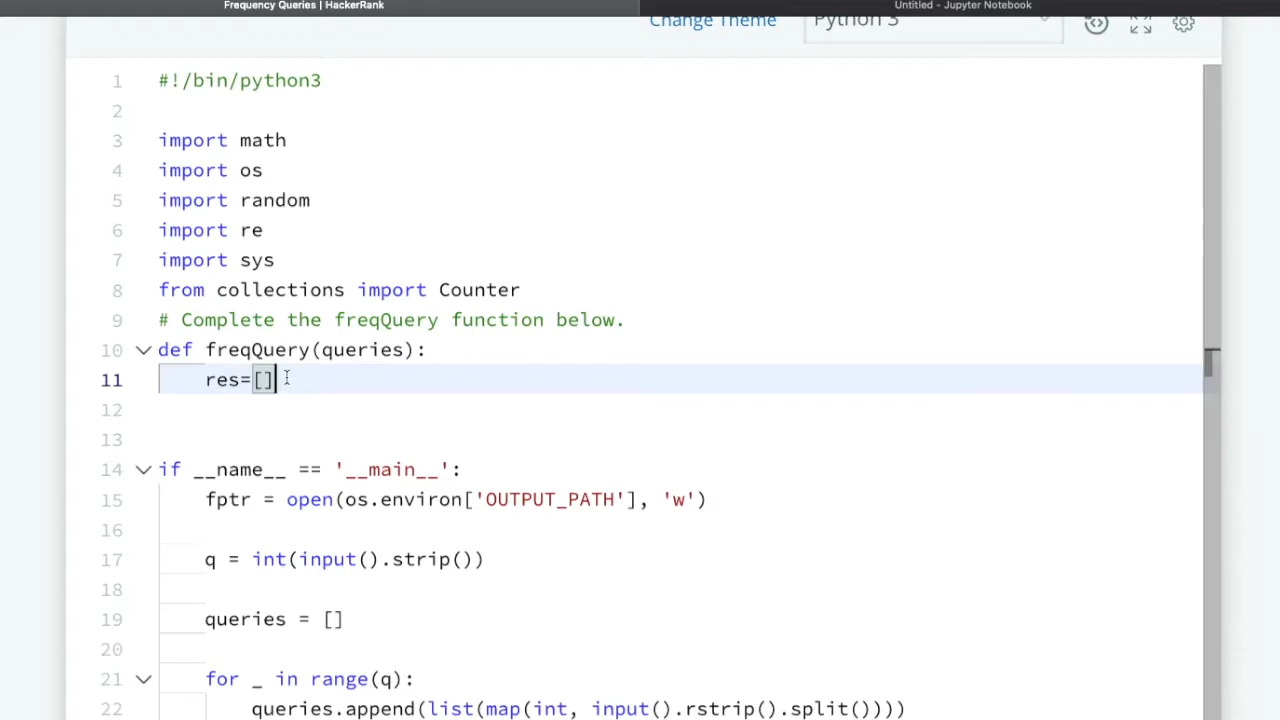 Frequency Queries | HackerRank
Untitled - Jupyter Notebook
Change Theme
Python 3
1 #!/bin/python3
2
3 import math
4 import os
5 import random
6 import re
7 import sys
8 from collections import Counter
9 # Complete the freqQuery function below.
10 def freqQuery(queries):
11 res=[]
12
13
14 if __name__ == '__main__':
15 fptr = open(os.environ['OUTPUT_PATH'], 'w')
16
17 q = int(input().strip())
18
19 queries = []
20
21 for _ in range(q):
22 queries.append(list(map(int, input().rstrip().split())))